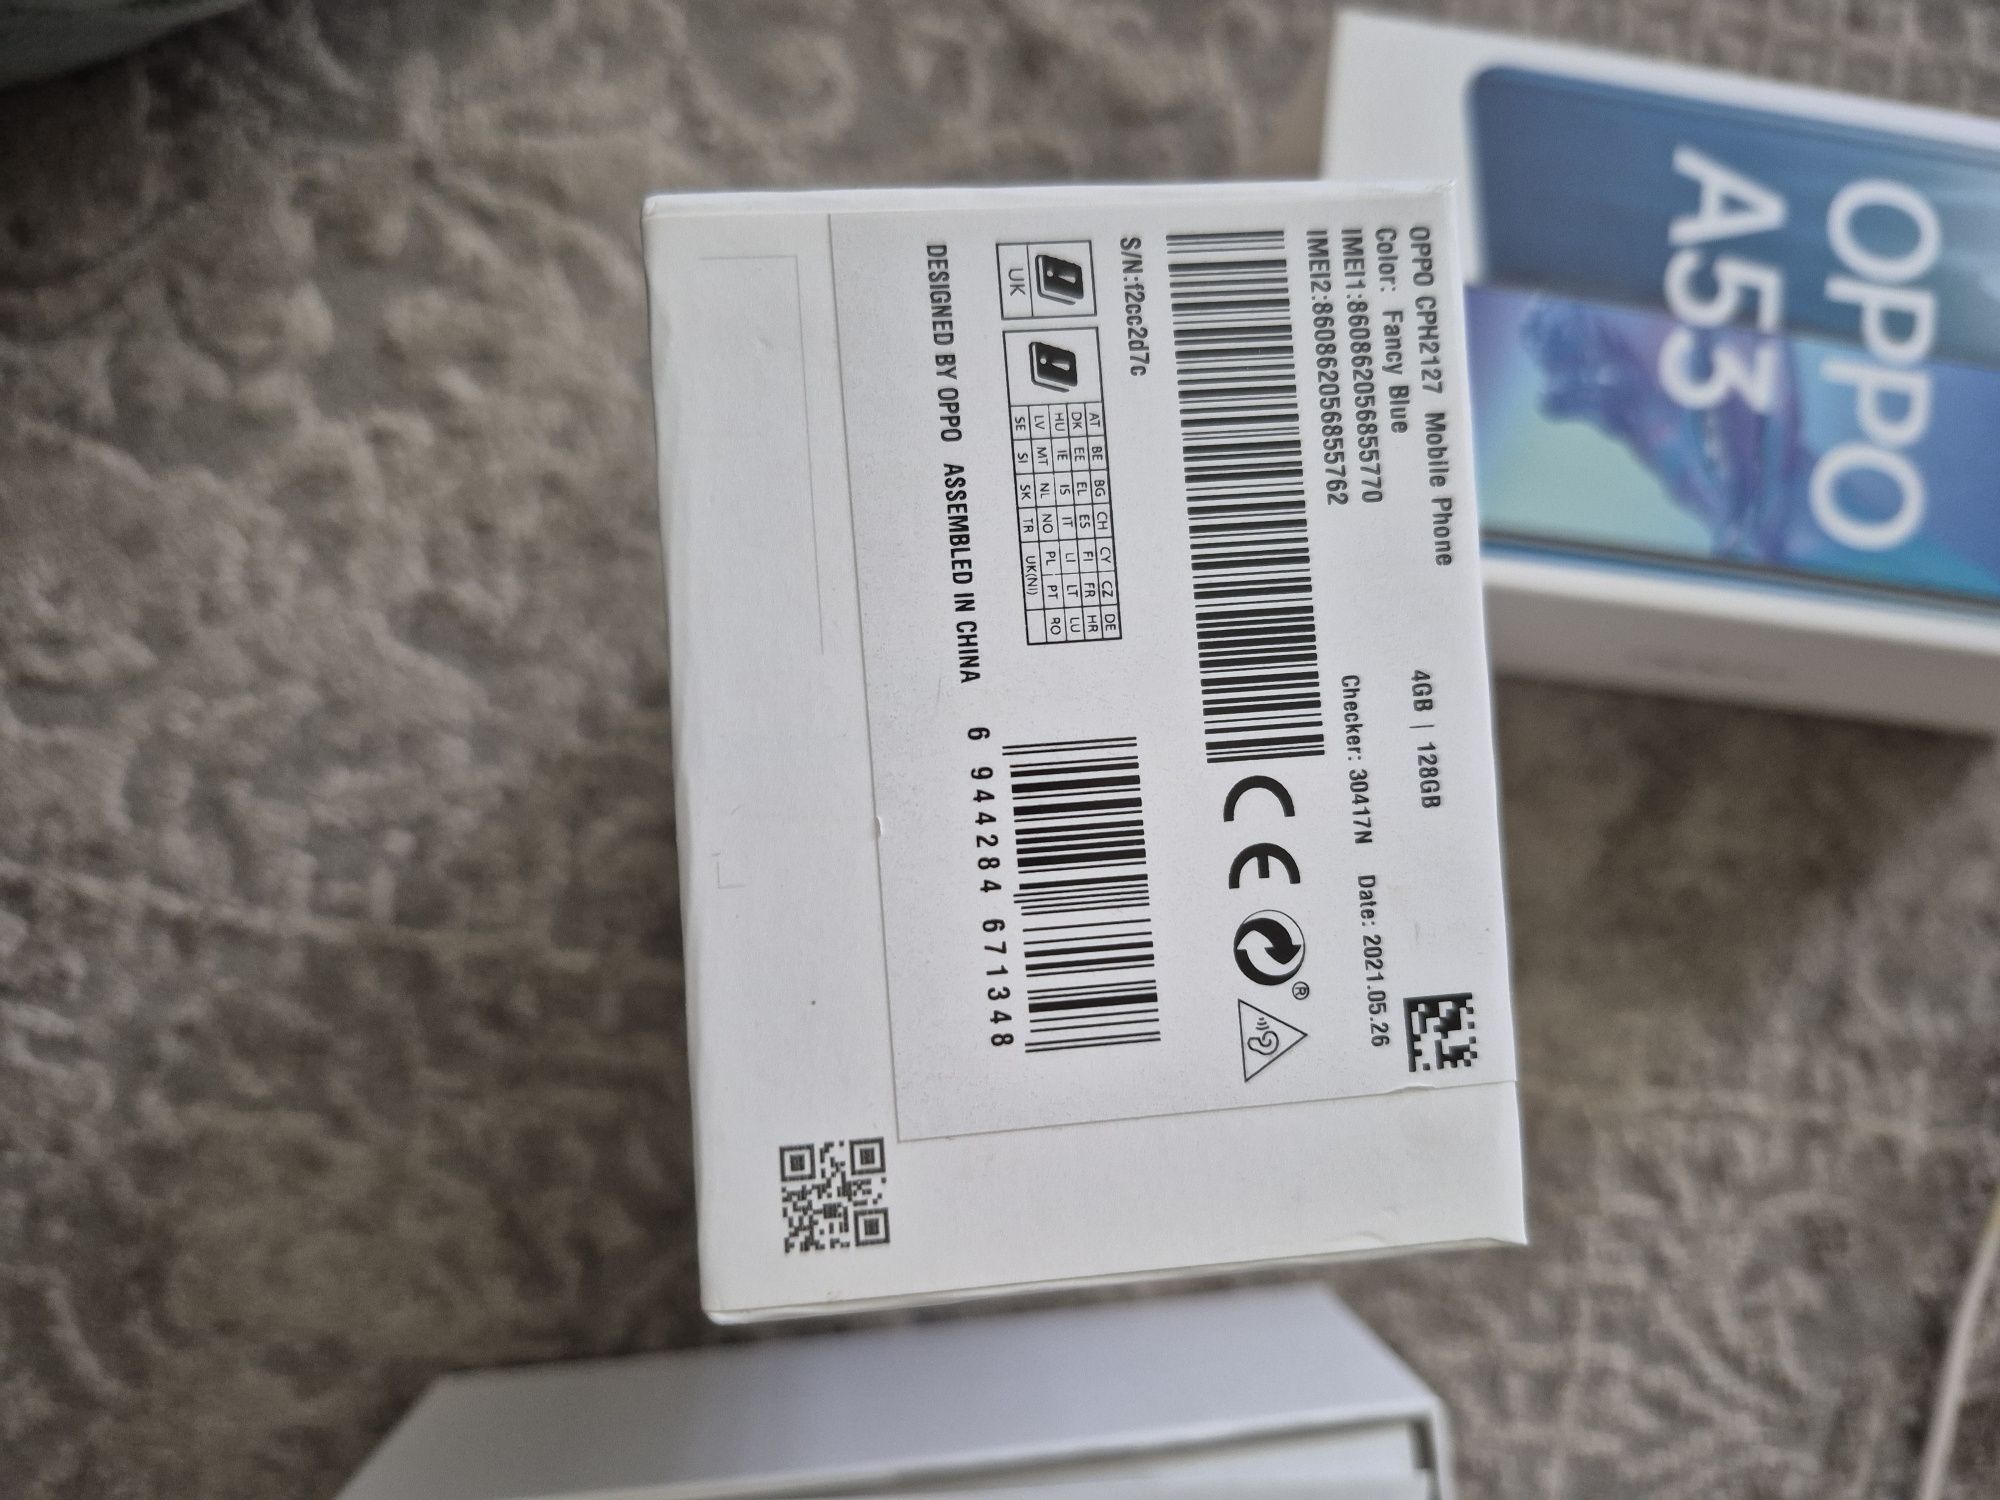 OPPO
A53
OPPO CPH2127 Mobile Phone 4GB | 128GB
Color: Fancy Blue
IMEI1:860862056855770 Checker: 30417N Date: 2021.05.26
IMEI2:860862056855762
CE
®
S/N:f2cc2d7c
UK
AT BE BG CH CY CZ DE
DK EE EL ES FI FR HR
HU IE IS IT LI LT LU
LV MT NL NO PL PT RO
SE SI SK TR UK(NI)
DESIGNED BY OPPO ASSEMBLED IN CHINA
6 944284 671348